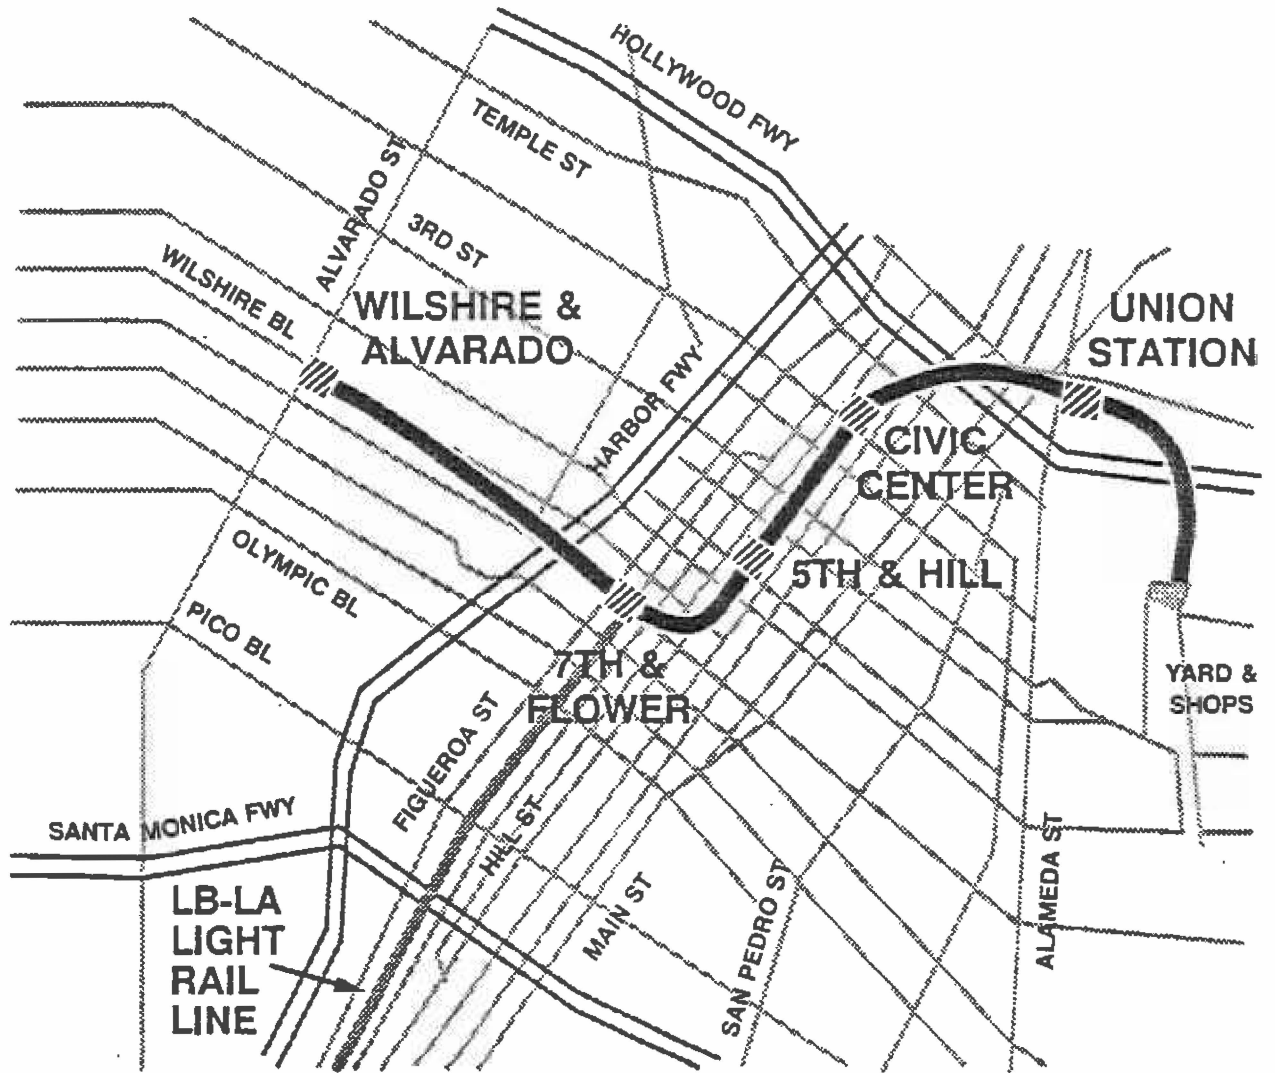 HOLLYWOOD FWY
TEMPLE ST
ALVARADO ST
3RD ST
WILSHIRE BL
WILSHIRE &
ALVARADO
UNION
STATION
HARBOR FWY
CIVIC
CENTER
5TH & HILL
OLYMPIC BL
PICO BL
7TH &
FLOWER
YARD &
SHOPS
FIGUEROA ST
SANTA MONICA FWY
HILL ST
MAIN ST
SAN PEDRO ST
ALAMEDA ST
LB-LA
LIGHT
RAIL
LINE